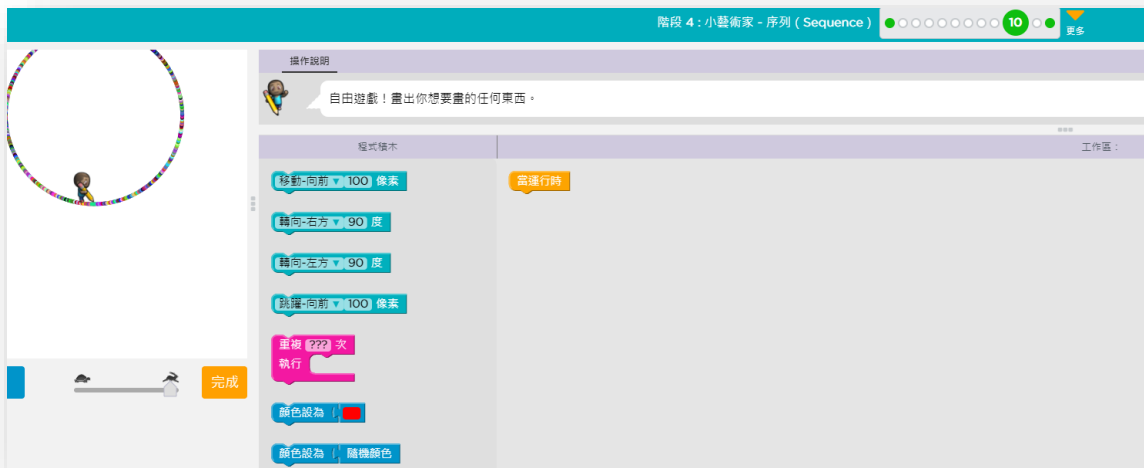 階段 4 : 小藝術家 - 序列 ( Sequence )
10
更多
操作說明
自由遊戲！畫出你想要畫的任何東西。
程式積木
工作區 :
移動-向前 100 像素
當運行時
轉向-右方 90 度
轉向-左方 90 度
跳躍-向前 100 像素
重複 ??? 次
執行
完成
顏色設為
顏色設為 隨機顏色